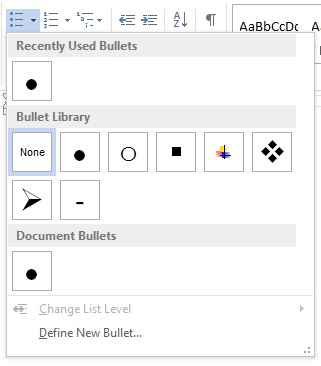 AaBbCcDc A
Recently Used Bullets
Bullet Library
None
Document Bullets
Change List Level
Define New Bullet...